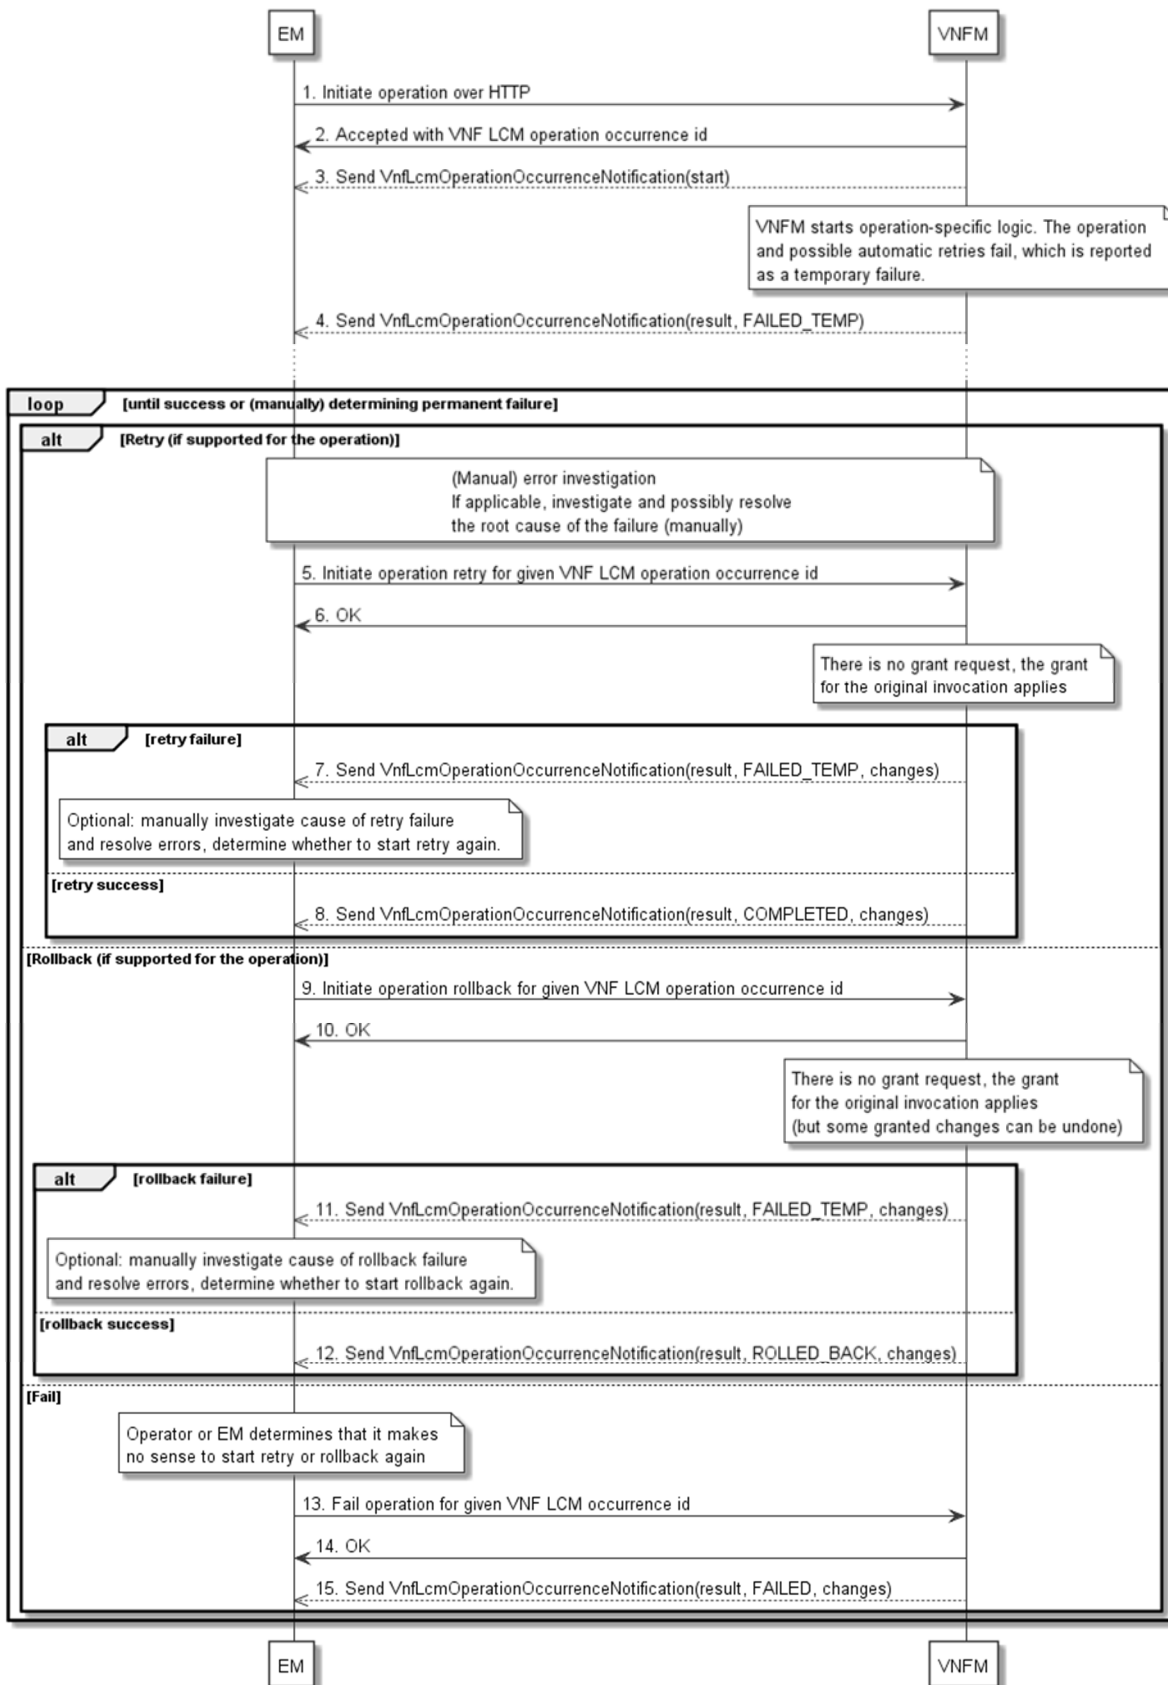 EM VNFM
1. Initiate operation over HTTP
2. Accepted with VNF LCM operation occurrence id
3. Send VnfLcmOperationOccurrenceNotification(start)
VNFM starts operation-specific logic. The operation
and possible automatic retries fail, which is reported
as a temporary failure.
4. Send VnfLcmOperationOccurrenceNotification(result, FAILED_TEMP)
loop [until success or (manually) determining permanent failure]
alt [Retry (if supported for the operation)]
(Manual) error investigation
If applicable, investigate and possibly resolve
the root cause of the failure (manually)
5. Initiate operation retry for given VNF LCM operation occurrence id
6. OK
There is no grant request, the grant
for the original invocation applies
alt [retry failure]
7. Send VnfLcmOperationOccurrenceNotification(result, FAILED_TEMP, changes)
Optional: manually investigate cause of retry failure
and resolve errors, determine whether to start retry again.
[retry success]
8. Send VnfLcmOperationOccurrenceNotification(result, COMPLETED, changes)
[Rollback (if supported for the operation)]
9. Initiate operation rollback for given VNF LCM operation occurrence id
10. OK
There is no grant request, the grant
for the original invocation applies
(but some granted changes can be undone)
alt [rollback failure]
11. Send VnfLcmOperationOccurrenceNotification(result, FAILED_TEMP, changes)
Optional: manually investigate cause of rollback failure
and resolve errors, determine whether to start rollback again.
[rollback success]
12. Send VnfLcmOperationOccurrenceNotification(result, ROLLED_BACK, changes)
[Fail]
Operator or EM determines that it makes
no sense to start retry or rollback again
13. Fail operation for given VNF LCM occurrence id
14. OK
15. Send VnfLcmOperationOccurrenceNotification(result, FAILED, changes)
EM VNFM